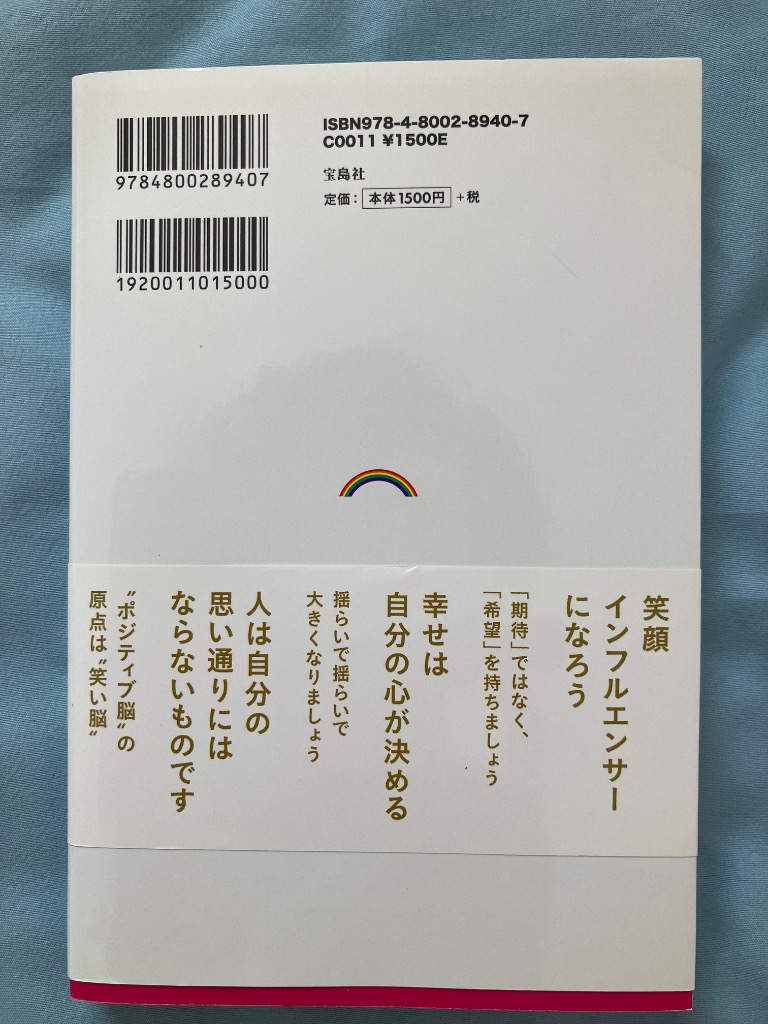 ISBN978-4-8002-8940-7
C0011 ¥1500E
9784800289407
宝島社
定価：本体1500円＋税
1920011015000
笑顔
インフルエンサー
になろう
「期待」ではなく、
「希望」を持ちましょう
幸せは
自分の心が決める
揺らいで揺らいで
大きくなりましょう
人は自分の
思い通りには
ならないものです
〝ポジティブ脳〟の
原点は〝笑い脳〟